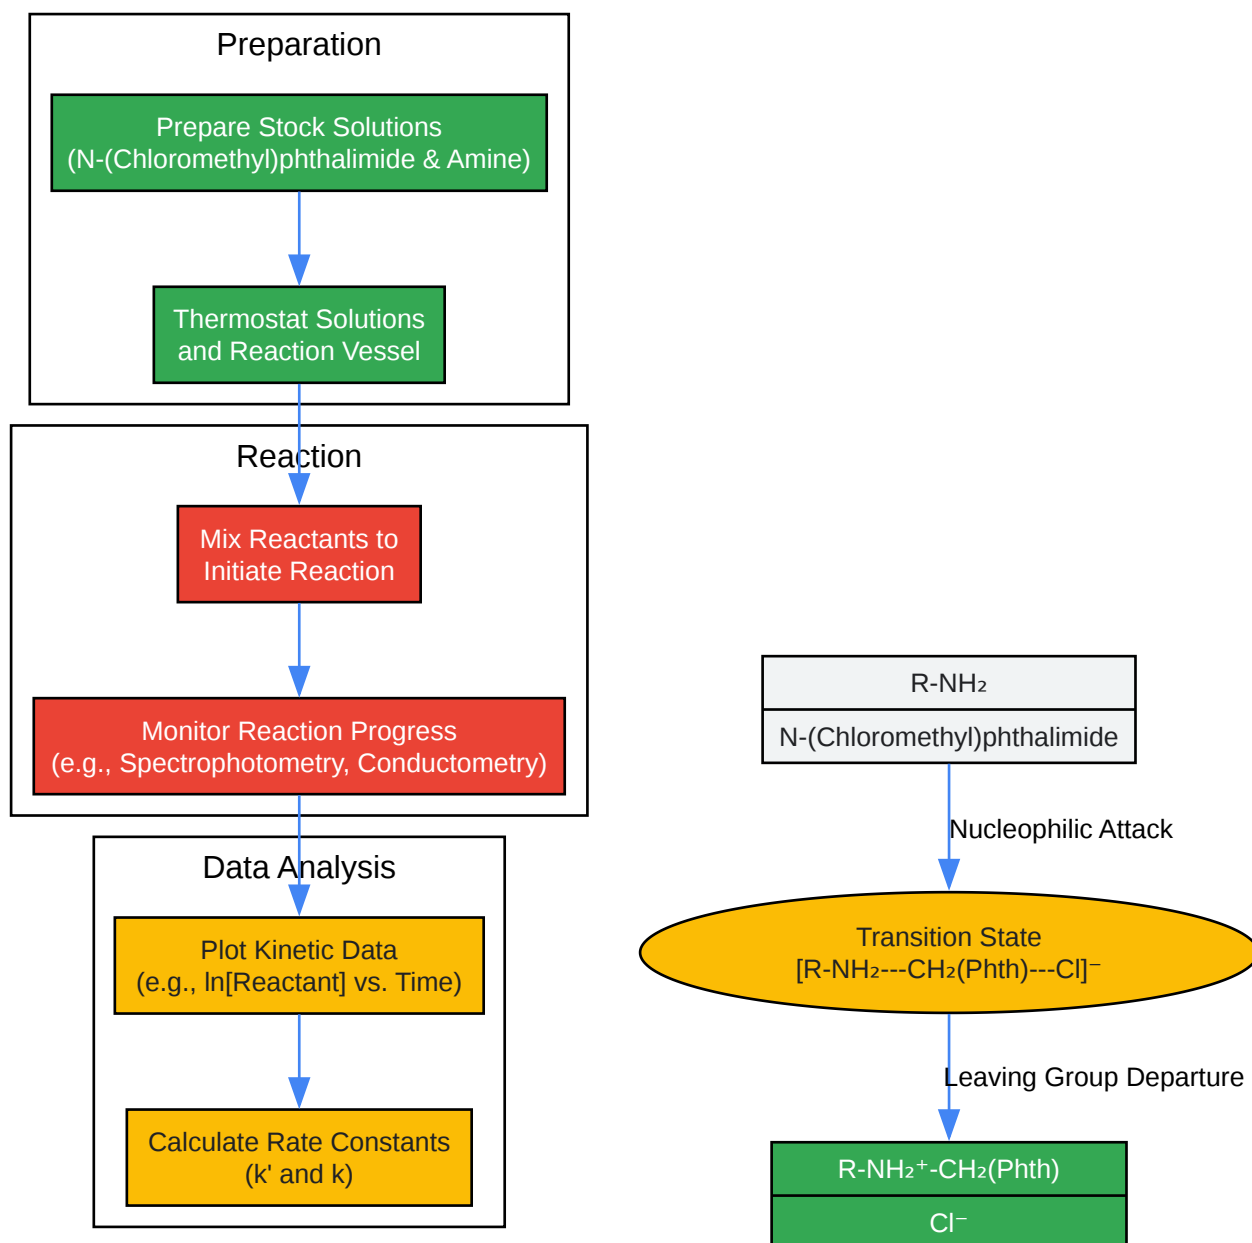 Preparation
Prepare Stock Solutions
(N-(Chloromethyl)phthalimide & Amine)
Thermostat Solutions
and Reaction Vessel
Reaction
Mix Reactants to
Initiate Reaction
Monitor Reaction Progress
(e.g., Spectrophotometry, Conductometry)
Data Analysis
Plot Kinetic Data
(e.g., ln[Reactant] vs. Time)
Calculate Rate Constants
(k' and k)
R-NH₂
N-(Chloromethyl)phthalimide
Nucleophilic Attack
Transition State
[R-NH₂---CH₂(Phth)---Cl]⁻
Leaving Group Departure
R-NH₂⁺-CH₂(Phth)
Cl⁻